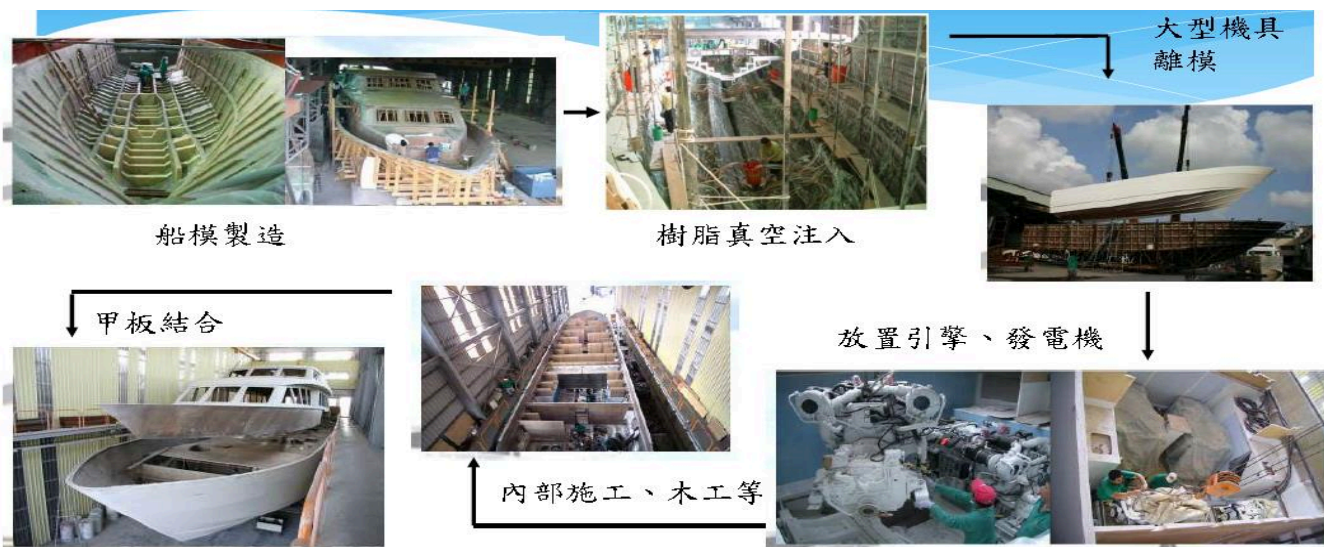 大型機具
離模
船模製造
樹脂真空注入
甲板結合
放置引擎、發電機
內部施工、木工等